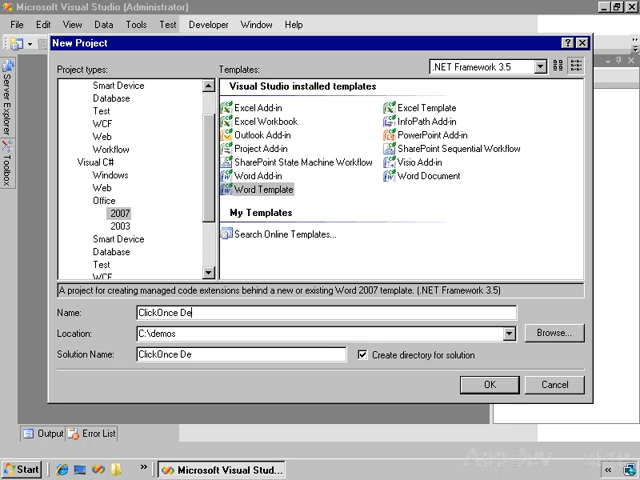 Microsoft Visual Studio (Administrator)
File Edit View Data Tools Test Developer Window Help
New Project
Project types:
Templates:
.NET Framework 3.5
Smart Device
Database
Test
WCF
Web
Workflow
Visual C#
Windows
Web
Office
2007
2003
Smart Device
Database
Test
WCF
Visual Studio installed templates
Excel Add-in
Excel Workbook
Outlook Add-in
Project Add-in
SharePoint State Machine Workflow
Word Add-in
Word Template
Excel Template
InfoPath Add-in
PowerPoint Add-in
SharePoint Sequential Workflow
Visio Add-in
Word Document
My Templates
Search Online Templates...
A project for creating managed code extensions behind a new or existing Word 2007 template. (.NET Framework 3.5)
Name: ClickOnce De
Location: C:\demos
Browse...
Solution Name: ClickOnce De
Create directory for solution
OK
Cancel
Server Explorer
Toolbox
Output
Error List
Start
»
Microsoft Visual Stud...
«
AppDev